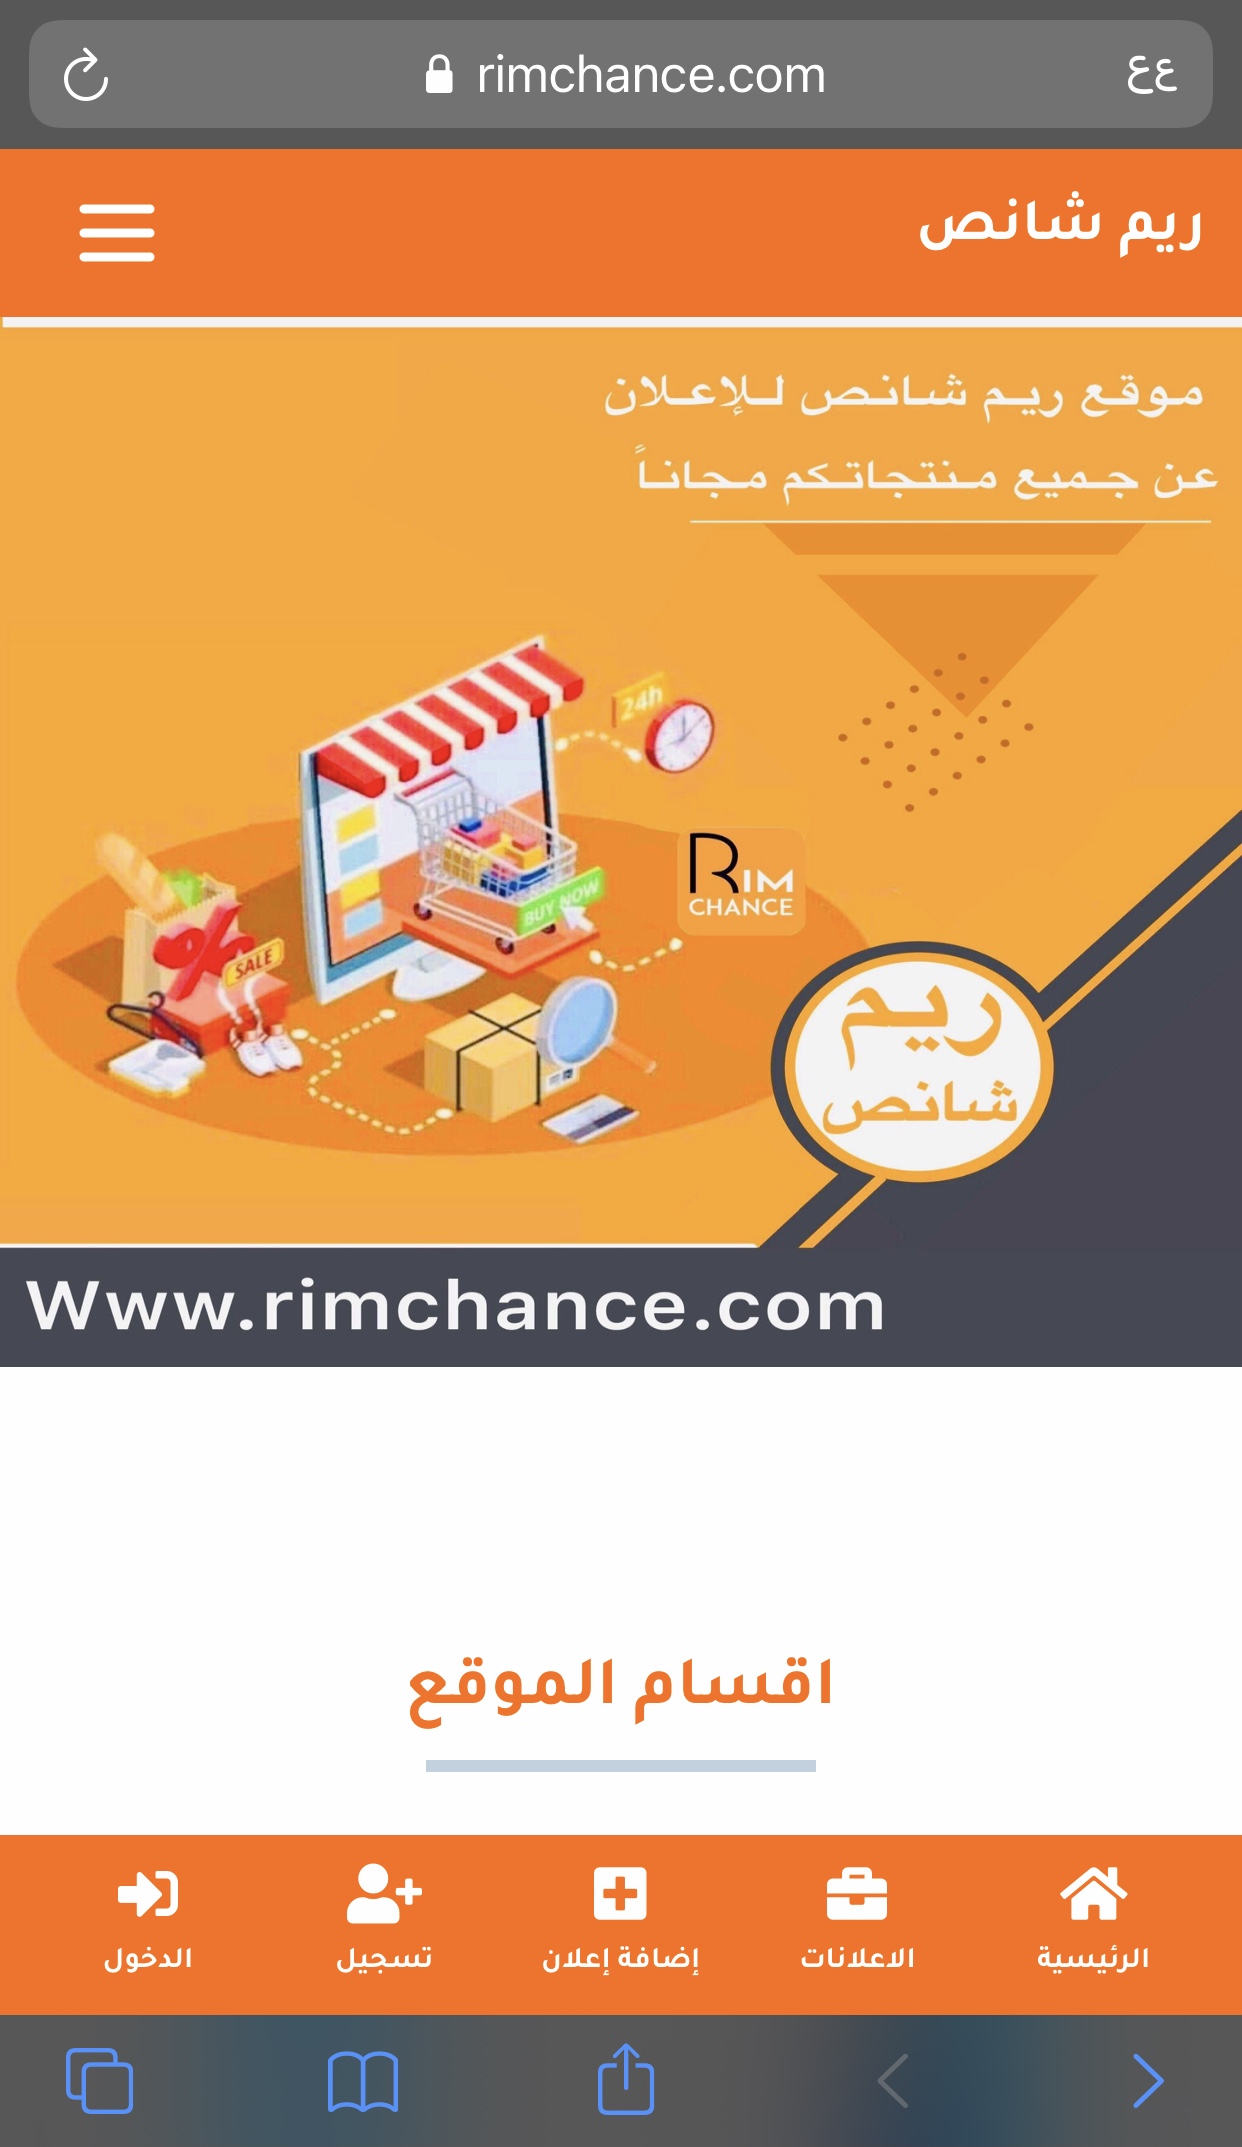 rimchance.com
عع
ريم شانص
موقع ريم شانص للإعلان
عن جميع منتجاتكم مجاناً
24h
BUY NOW
RIM
CHANCE
%
SALE
ريم
شانص
Www.rimchance.com
اقسام الموقع
الرئيسية
الاعلانات
إضافة إعلان
تسجيل
الدخول